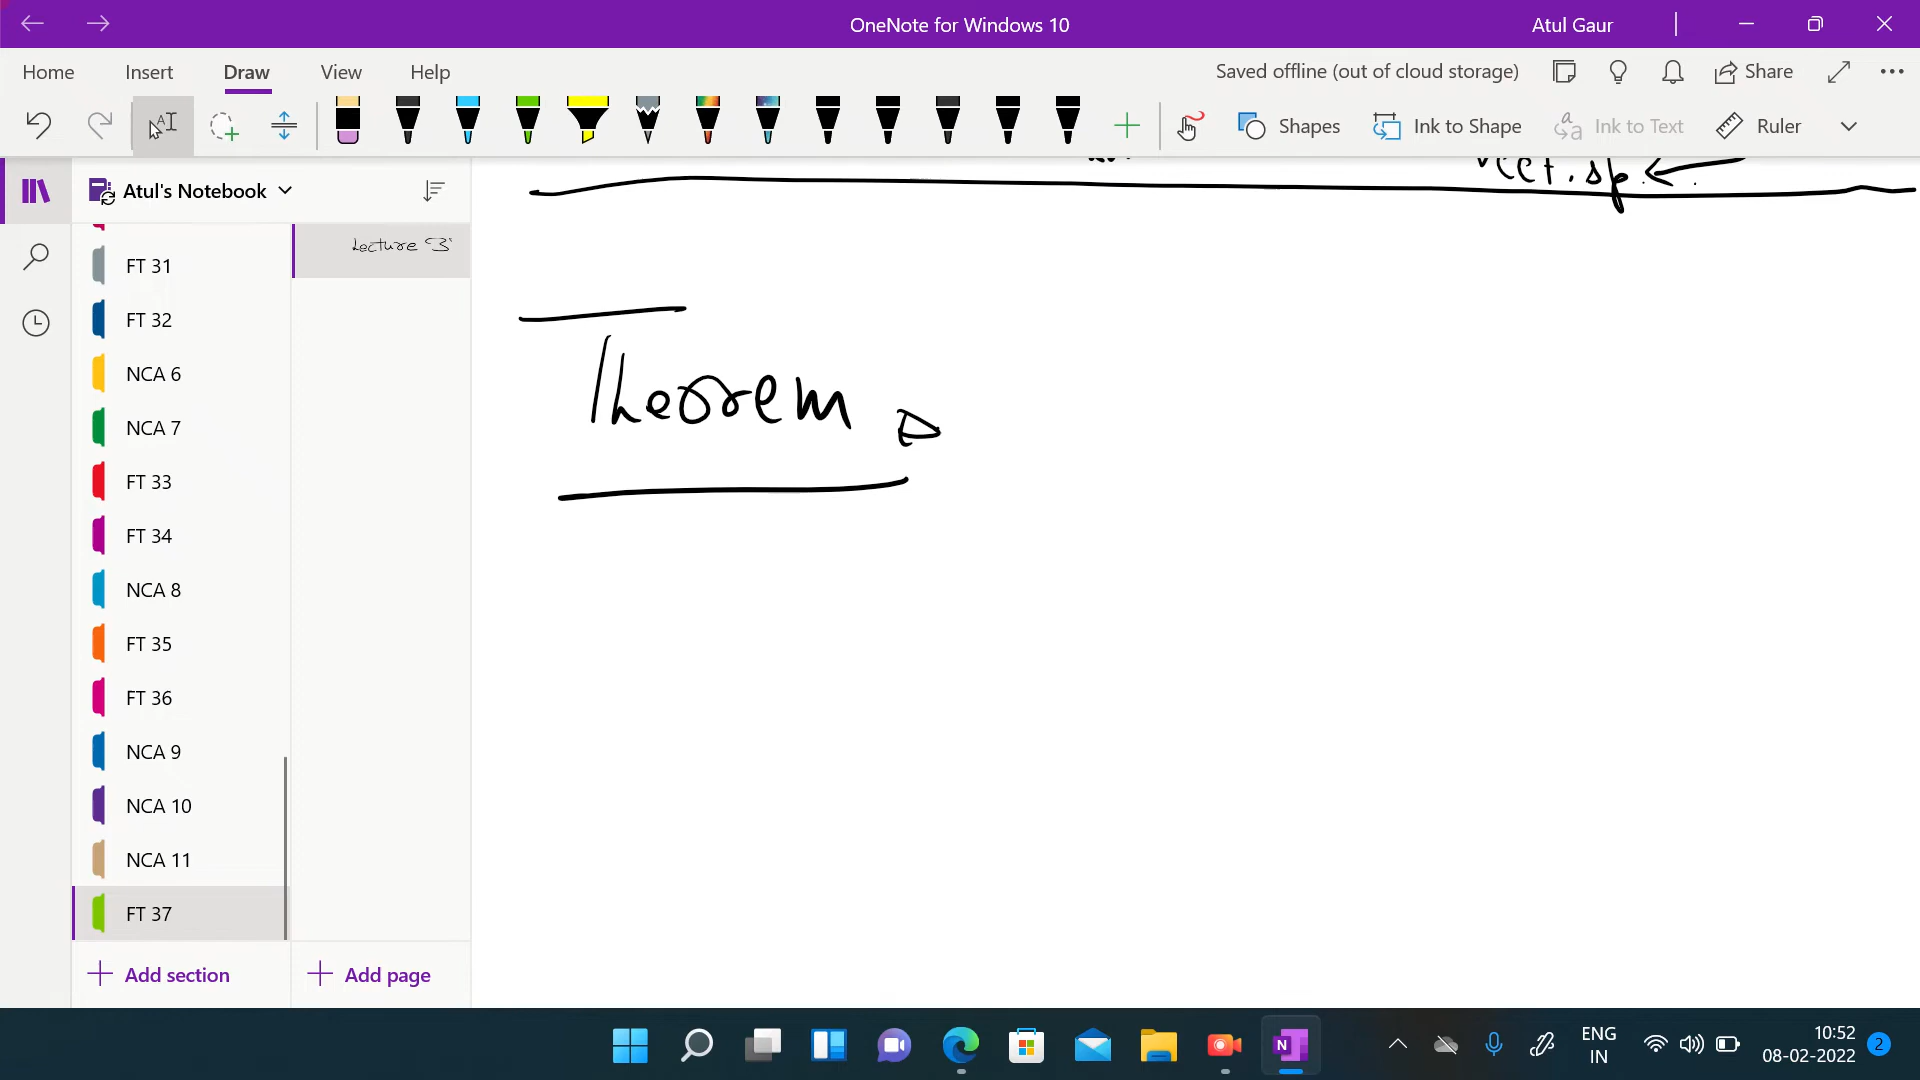 OneNote for Windows 10
Atul Gaur
Home Insert Draw View Help
Saved offline (out of cloud storage)
Share
Shapes
Ink to Shape
Ink to Text
Ruler
Atul's Notebook
vect. sp.
Lecture 3
FT 31
FT 32
NCA 6
NCA 7
FT 33
FT 34
NCA 8
FT 35
FT 36
NCA 9
NCA 10
NCA 11
FT 37
Theorem
Add section
Add page
ENG
IN
10:52
08-02-2022
2